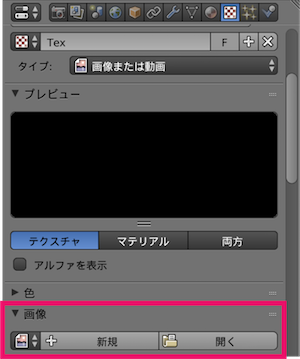 Tex F
タイプ: 画像または動画
プレビュー
テクスチャ マテリアル 両方
アルファを表示
色
画像
新規 開く